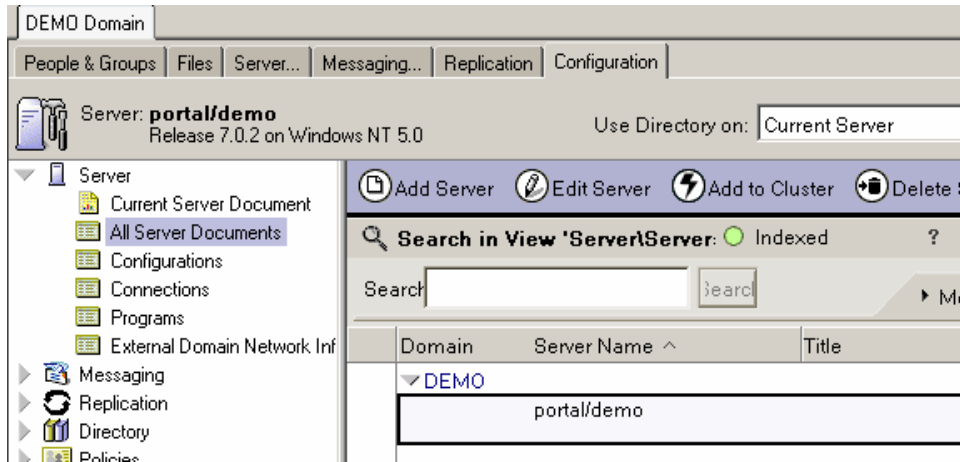 DEMO Domain
People & Groups Files Server... Messaging... Replication Configuration
Server: portal/demo
Release 7.0.2 on Windows NT 5.0
Use Directory on: Current Server
Server
Current Server Document
All Server Documents
Configurations
Connections
Programs
External Domain Network Inf
Messaging
Replication
Directory
Policies
Add Server Edit Server Add to Cluster Delete
Search in View 'Server\Server: Indexed ?
Search
Domain Server Name Title
DEMO
portal/demo